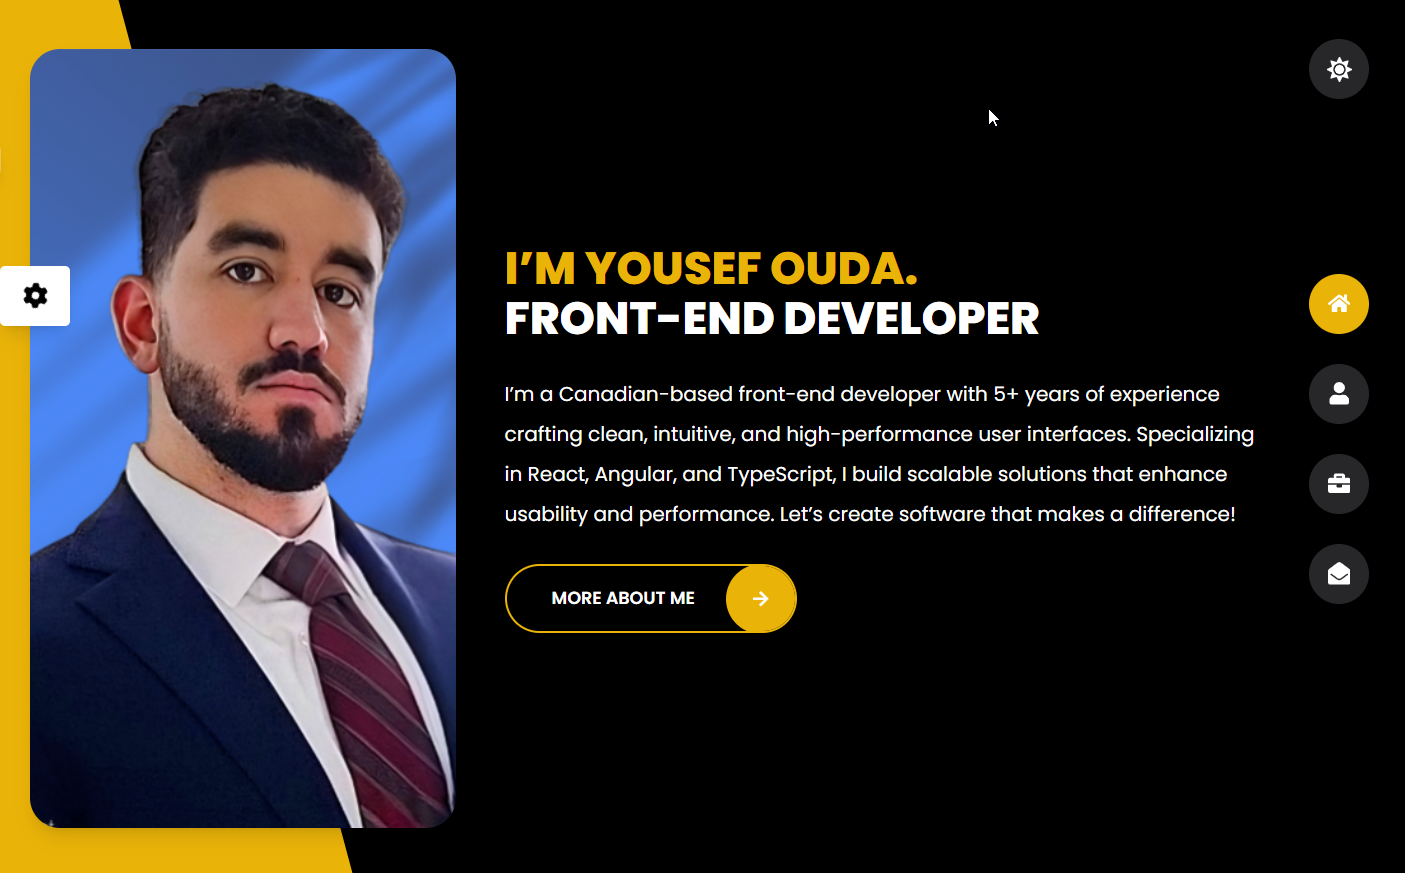 I’M YOUSEF OUDA.
FRONT-END DEVELOPER
I’m a Canadian-based front-end developer with 5+ years of experience
crafting clean, intuitive, and high-performance user interfaces. Specializing
in React, Angular, and TypeScript, I build scalable solutions that enhance
usability and performance. Let’s create software that makes a difference!
MORE ABOUT ME